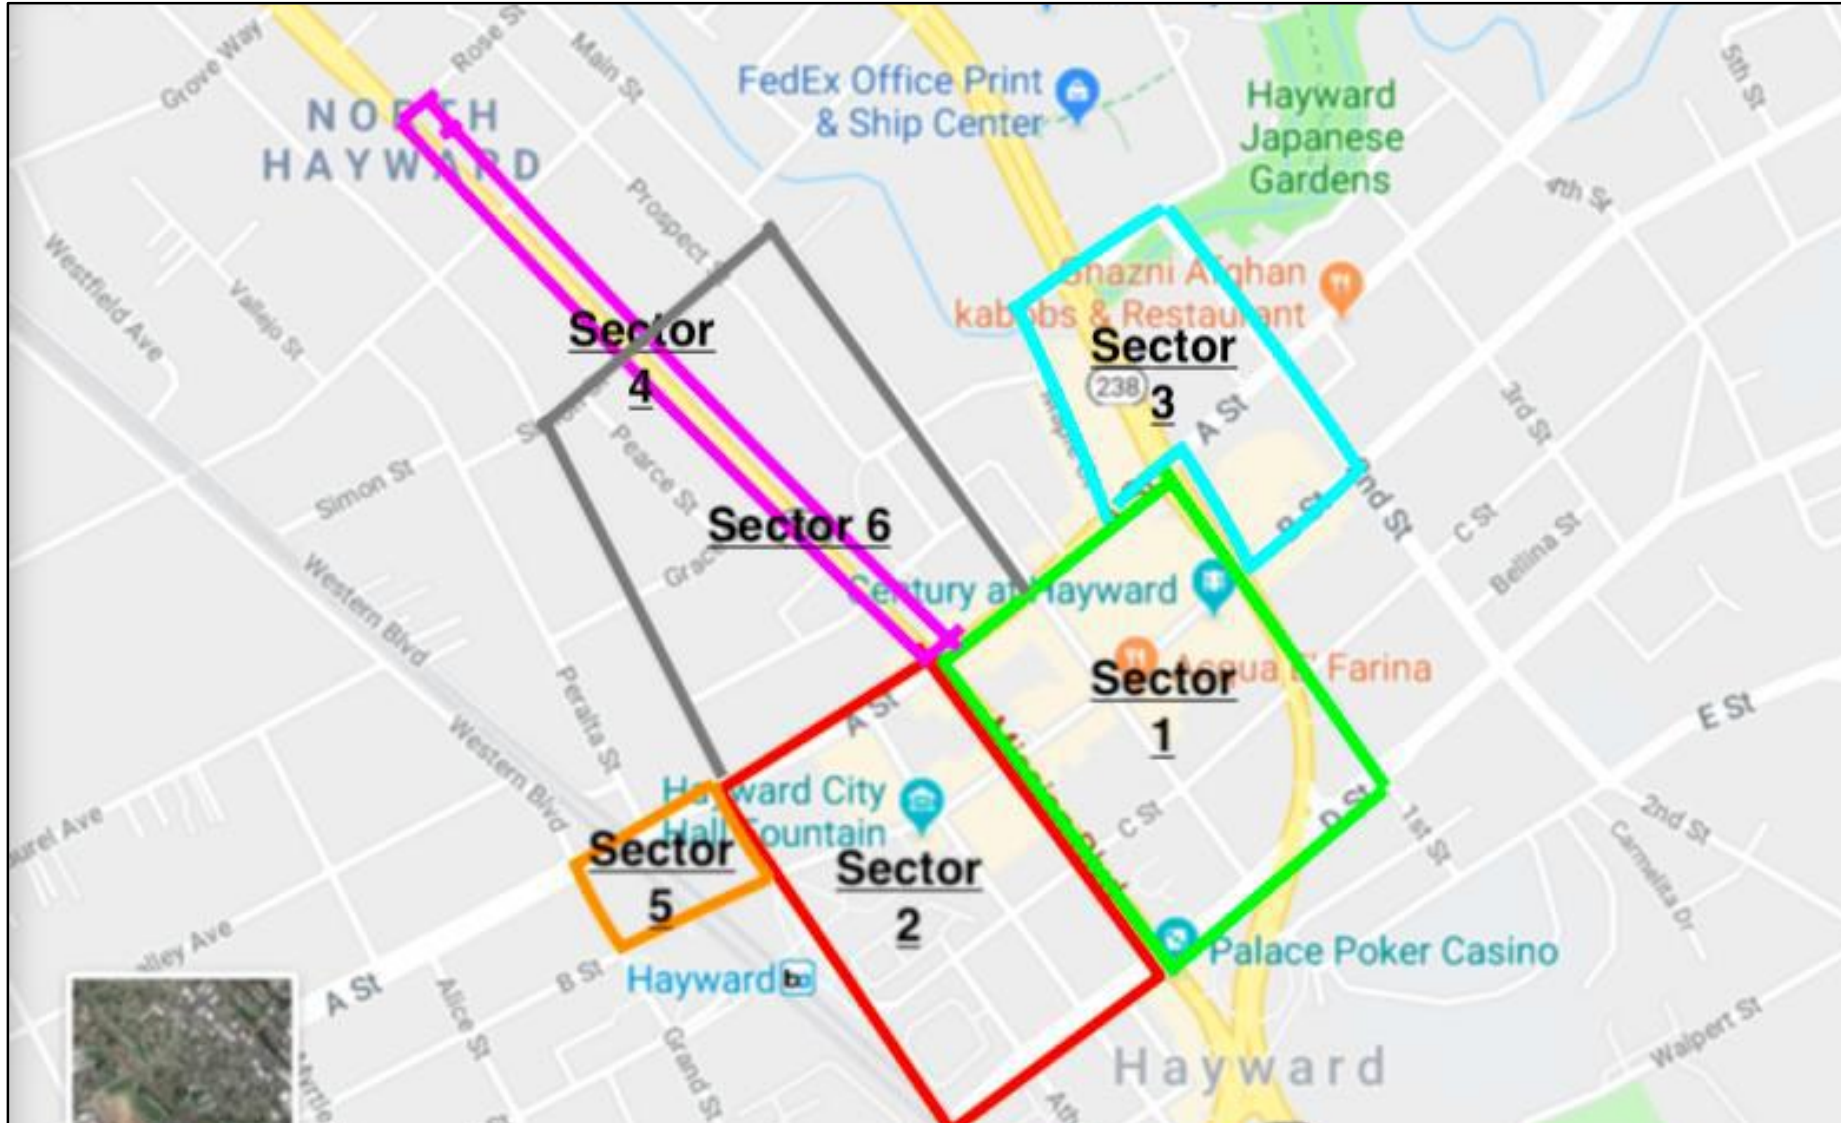 Grove Way
Rose St
Main St
5th St
FedEx Office Print
& Ship Center
Hayward
Japanese
Gardens
NORTH
HAYWARD
4th St
Prospect St
Westfield Ave
Vallejo St
Ghazni Afghan
kabobs & Restaurant
Sector
4
Sector
3
238
A St
3rd St
Simon St
Pearce St
Sector 6
B St
2nd St
C St
Bellina St
Century at Hayward
Western Blvd
Acqua E' Farina
Sector
1
Peralta St
A St
E St
Western Blvd
Hayward City
Hall Fountain
C St
D St
1st St
2nd St
Carmelita Dr
Sector
5
Sector
2
Palace Poker Casino
B St
Hayward
A St
Alice St
Grand St
Hayward
Walpert St